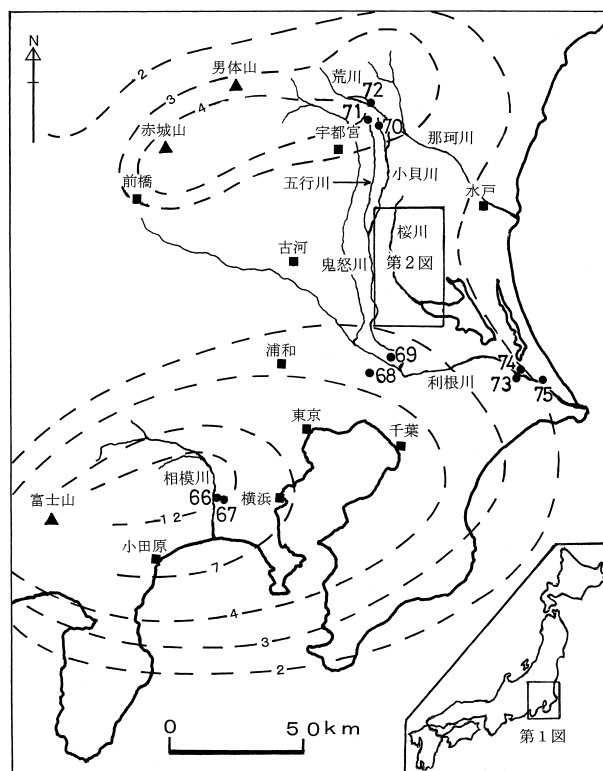 N
2
男体山
荒川
72
3
71
70
4
赤城山
宇都宮
那珂川
小貝川
五行川
前橋
水戸
桜川
古河
鬼怒川
第2図
浦和
69
74
68
利根川
73
75
東京
千葉
相模川
富士山
66
67
横浜
12
小田原
7
4
3
2
0
50km
第1図